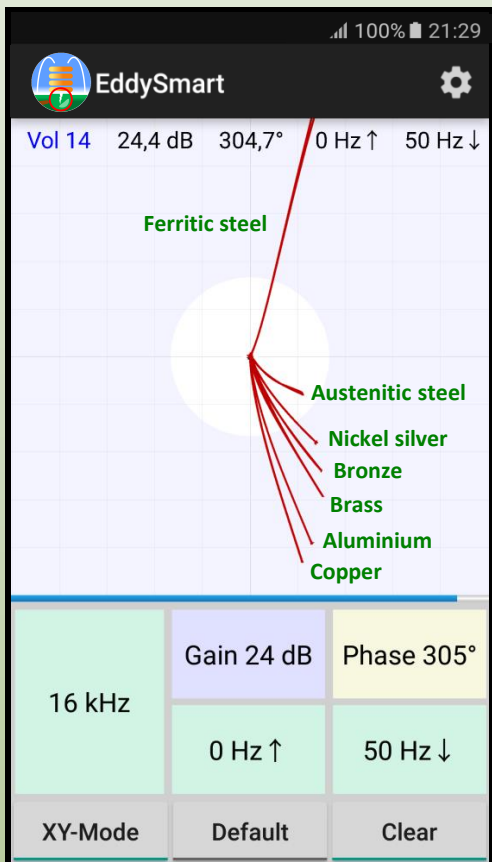 100% 21:29
EddySmart
Vol 14 24,4 dB 304,7° 0 Hz ↑ 50 Hz ↓
Ferritic steel
Austenitic steel
Nickel silver
Bronze
Brass
Aluminium
Copper
Gain 24 dB Phase 305°
16 kHz
0 Hz ↑ 50 Hz ↓
XY-Mode Default Clear